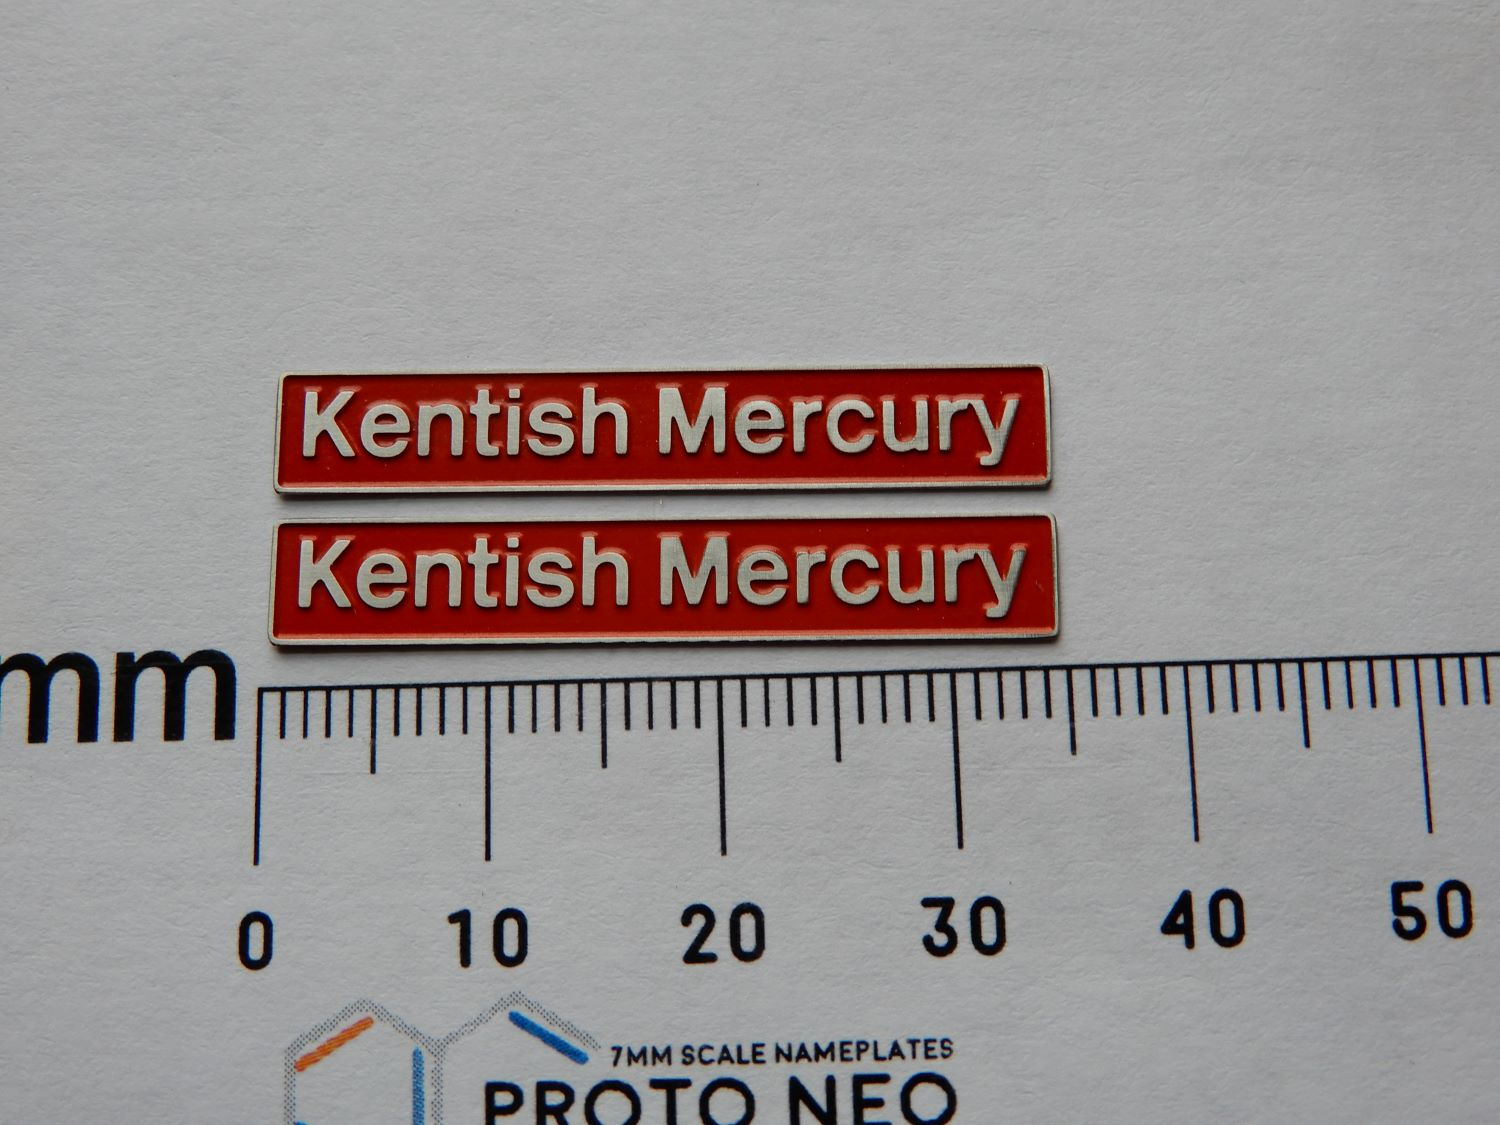 Kentish Mercury
Kentish Mercury
mm
0 10 20 30 40 50
7MM SCALE NAMEPLATES
PROTO NEO